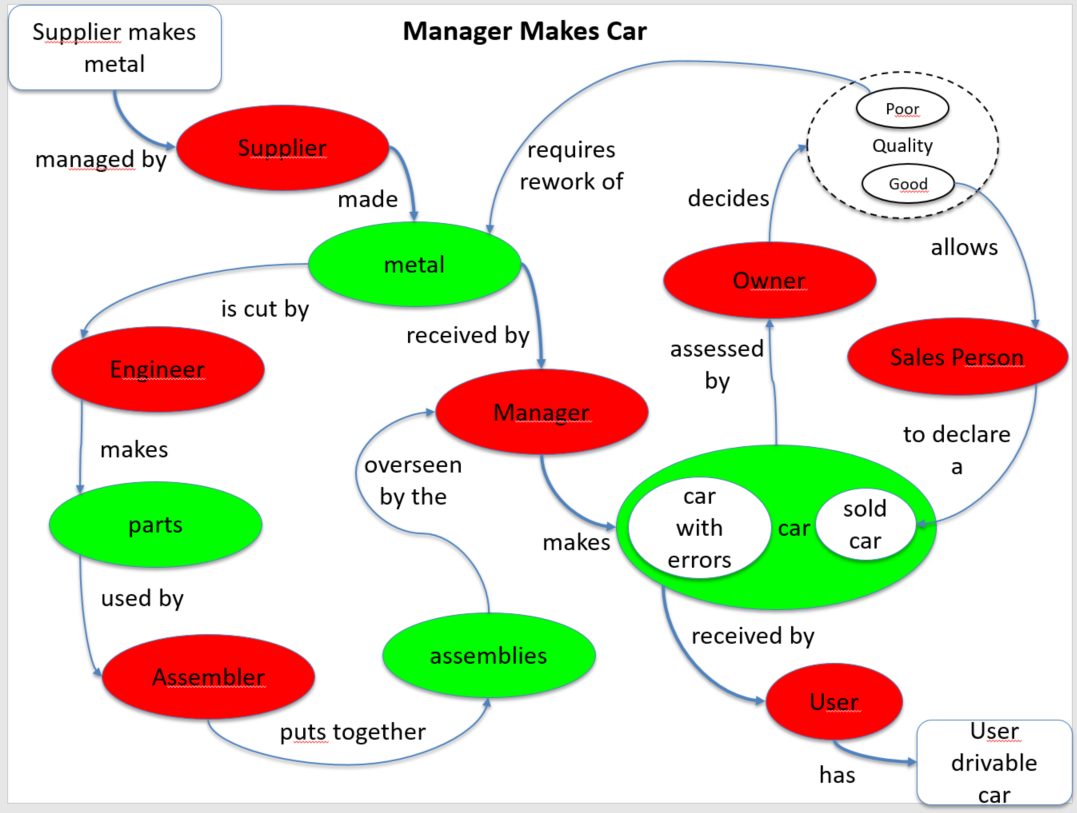 Manager Makes Car
Supplier makes
metal
managed by
Supplier
made
metal
requires
rework of
Poor
Quality
Good
decides
allows
Owner
is cut by
received by
Engineer
Manager
assessed
by
Sales Person
makes
overseen
by the
to declare
a
parts
makes
car
with
errors
car
sold
car
used by
Assembler
puts together
assemblies
received by
User
has
User
drivable
car